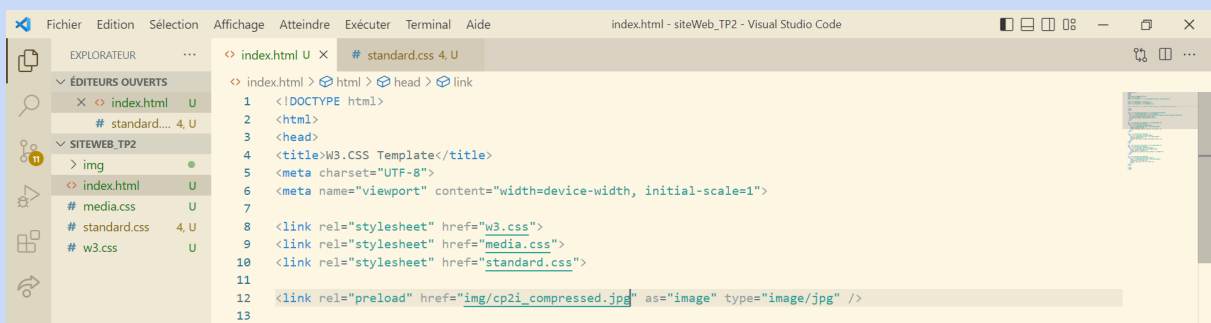 Fichier Edition Sélection Affichage Atteindre Exécuter Terminal Aide index.html - siteWeb_TP2 - Visual Studio Code
EXPLORATEUR ...
ÉDITEURS OUVERTS
index.html U
standard.... 4, U
SITEWEB_TP2
img
index.html U
media.css U
standard.css 4, U
w3.css U
11
index.html U
standard.css 4, U
index.html > html > head > link
1 <!DOCTYPE html>
2 <html>
3 <head>
4 <title>W3.CSS Template</title>
5 <meta charset="UTF-8">
6 <meta name="viewport" content="width=device-width, initial-scale=1">
7
8 <link rel="stylesheet" href="w3.css">
9 <link rel="stylesheet" href="media.css">
10 <link rel="stylesheet" href="standard.css">
11
12 <link rel="preload" href="img/cp2i_compressed.jpg" as="image" type="image/jpg" />
13